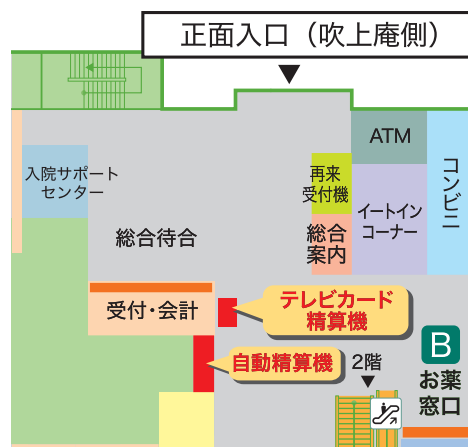 正面入口（吹上庵側）
ATM
コンビニ
再来
受付機
入院サポート
センター
イートイン
コーナー
総合待合
総合
案内
受付・会計
テレビカード
精算機
自動精算機
2階
B
お薬
窓口